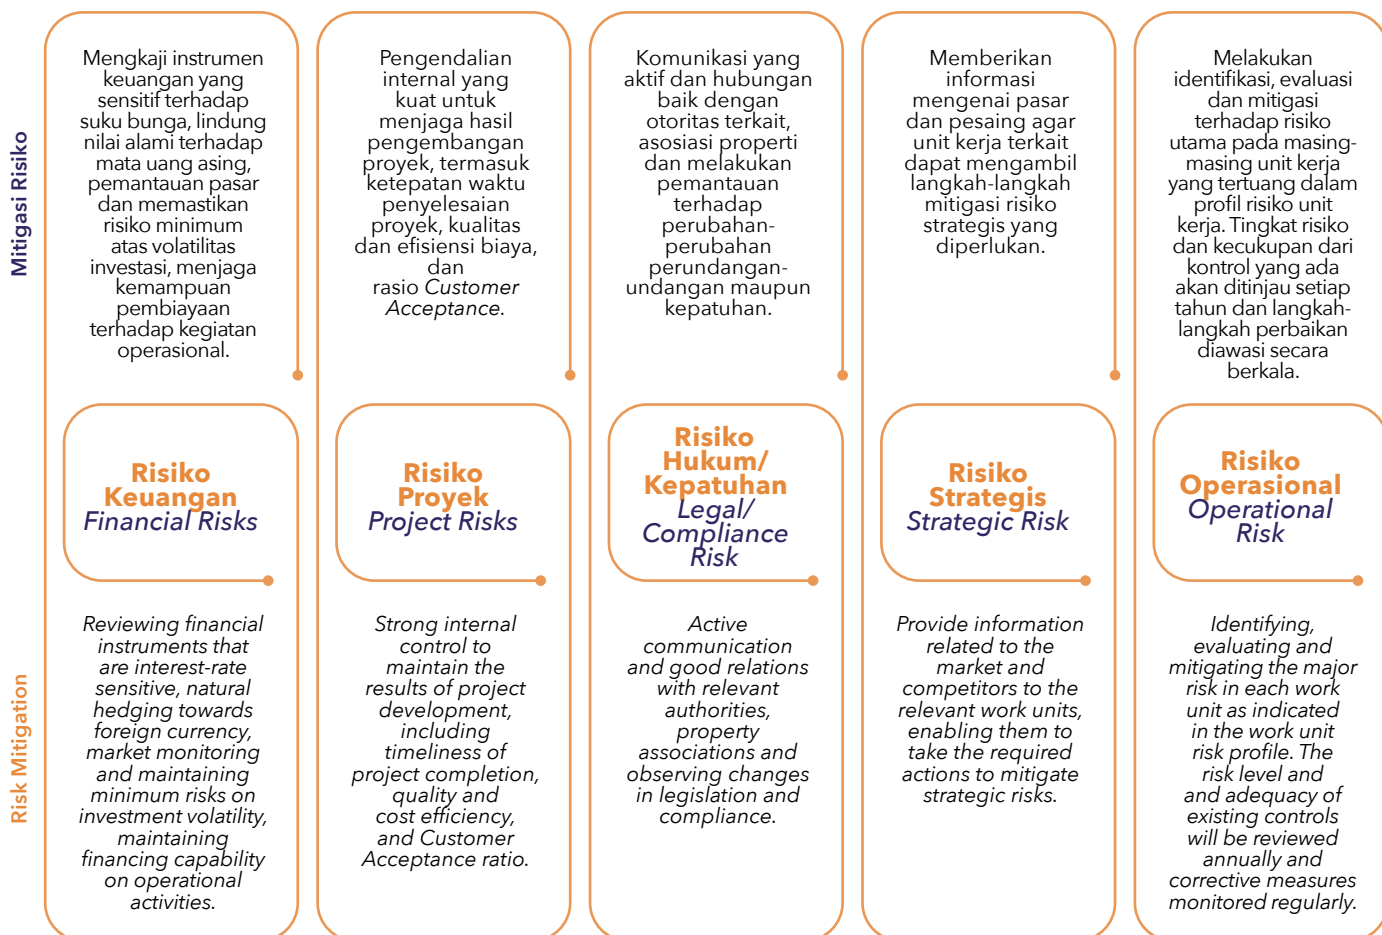 Mitigasi Risiko
Mengkaji instrumen
keuangan yang
sensitif terhadap
suku bunga, lindung
nilai alami terhadap
mata uang asing,
pemantauan pasar
dan memastikan
risiko minimum
atas volatilitas
investasi, menjaga
kemampuan
pembiayaan
terhadap kegiatan
operasional.
Pengendalian
internal yang
kuat untuk
menjaga hasil
pengembangan
proyek, termasuk
ketepatan waktu
penyelesaian
proyek, kualitas
dan efisiensi biaya,
dan
rasio Customer
Acceptance.
Komunikasi yang
aktif dan hubungan
baik dengan
otoritas terkait,
asosiasi properti
dan melakukan
pemantauan
terhadap
perubahan-
perubahan
perundangan-
undangan maupun
kepatuhan.
Memberikan
informasi
mengenai pasar
dan pesaing agar
unit kerja terkait
dapat mengambil
langkah-langkah
mitigasi risiko
strategis yang
diperlukan.
Melakukan
identifikasi, evaluasi
dan mitigasi
terhadap risiko
utama pada masing-
masing unit kerja
yang tertuang dalam
profil risiko unit
kerja. Tingkat risiko
dan kecukupan dari
kontrol yang ada
akan ditinjau setiap
tahun dan langkah-
langkah perbaikan
diawasi secara
berkala.
Risiko
Keuangan
Financial Risks
Risiko
Proyek
Project Risks
Risiko
Hukum/
Kepatuhan
Legal/
Compliance
Risk
Risiko
Strategis
Strategic Risk
Risiko
Operasional
Operational
Risk
Risk Mitigation
Reviewing financial
instruments that
are interest-rate
sensitive, natural
hedging towards
foreign currency,
market monitoring
and maintaining
minimum risks on
investment volatility,
maintaining
financing capability
on operational
activities.
Strong internal
control to
maintain the
results of project
development,
including
timeliness of
project completion,
quality and
cost efficiency,
and Customer
Acceptance ratio.
Active
communication
and good relations
with relevant
authorities,
property
associations and
observing changes
in legislation and
compliance.
Provide information
related to the
market and
competitors to the
relevant work units,
enabling them to
take the required
actions to mitigate
strategic risks.
Identifying,
evaluating and
mitigating the major
risk in each work
unit as indicated
in the work unit
risk profile. The
risk level and
and adequacy of
existing controls
will be reviewed
annually and
corrective measures
monitored regularly.